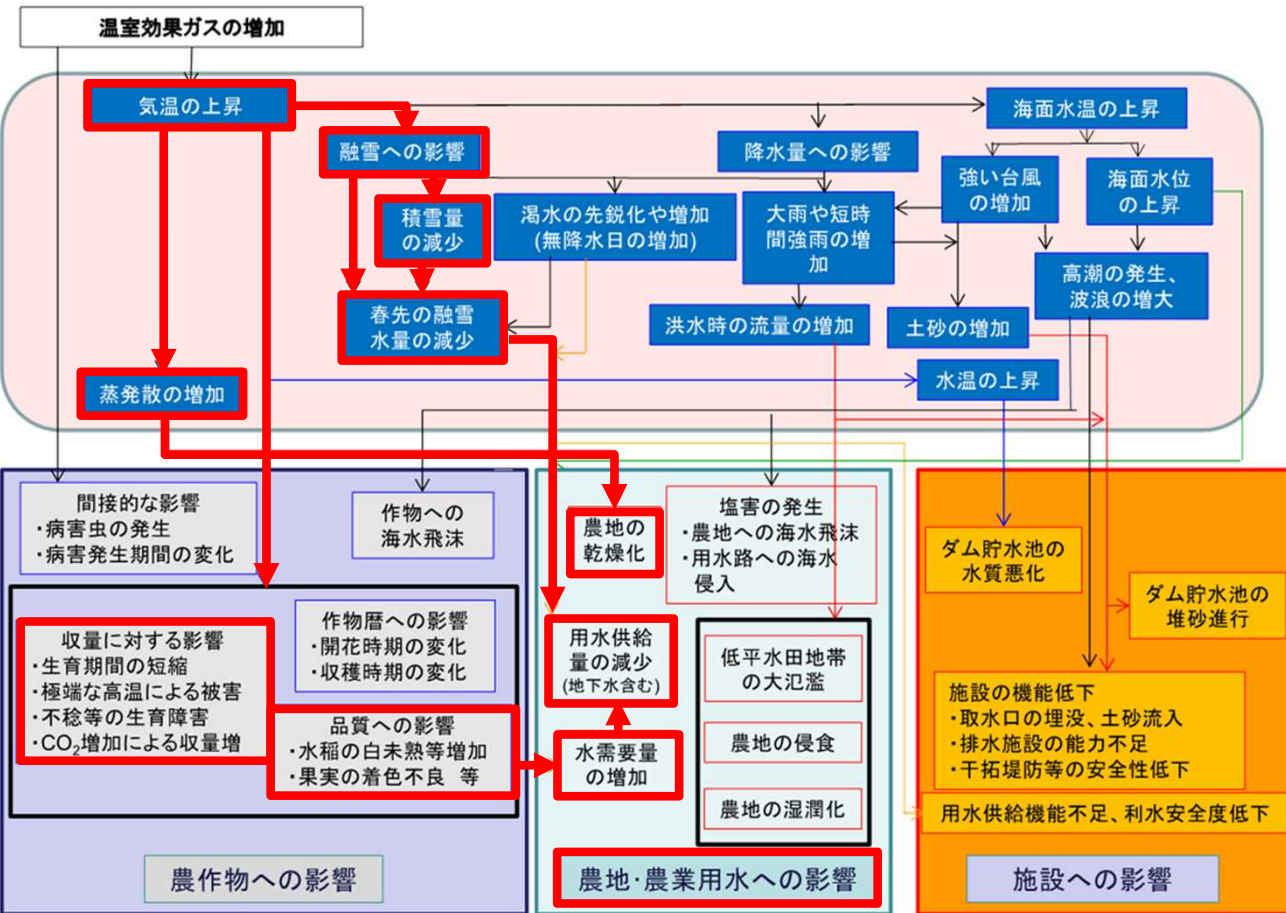 温室効果ガスの増加
気温の上昇
海面水温の上昇
融雪への影響
降水量への影響
強い台風
の増加
海面水位
の上昇
積雪量
の減少
渇水の先鋭化や増加
(無降水日の増加)
大雨や短時
間強雨の増
加
高潮の発生、
波浪の増大
春先の融雪
水量の減少
洪水時の流量の増加
土砂の増加
蒸発散の増加
水温の上昇
間接的な影響
・病害虫の発生
・病害発生期間の変化
作物への
海水飛沫
農地の
乾燥化
塩害の発生
・農地への海水飛沫
・用水路への海水
侵入
ダム貯水池の
水質悪化
ダム貯水池の
堆砂進行
収量に対する影響
・生育期間の短縮
・極端な高温による被害
・不稔等の生育障害
・CO2増加による収量増
作物暦への影響
・開花時期の変化
・収穫時期の変化
用水供給
量の減少
(地下水含む)
低平水田地帯
の大氾濫
施設の機能低下
・取水口の埋没、土砂流入
・排水施設の能力不足
・干拓堤防等の安全性低下
品質への影響
・水稲の白未熟等増加
・果実の着色不良 等
水需要量
の増加
農地の侵食
農地の湿潤化
用水供給機能不足、利水安全度低下
農作物への影響
農地・農業用水への影響
施設への影響